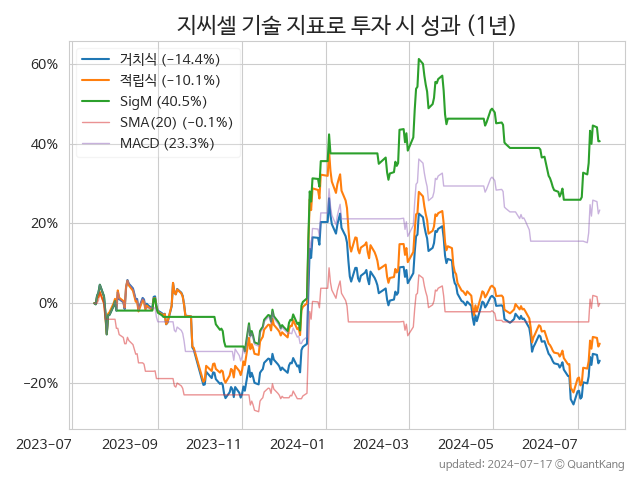 지씨셀 기술 지표로 투자 시 성과 (1년)
거치식 (−14.4%)
적립식 (−10.1%)
SigM (40.5%)
SMA(20) (−0.1%)
MACD (23.3%)
60%
40%
20%
0%
−20%
2023-07 2023-09 2023-11 2024-01 2024-03 2024-05 2024-07
updated: 2024-07-17 © QuantKang